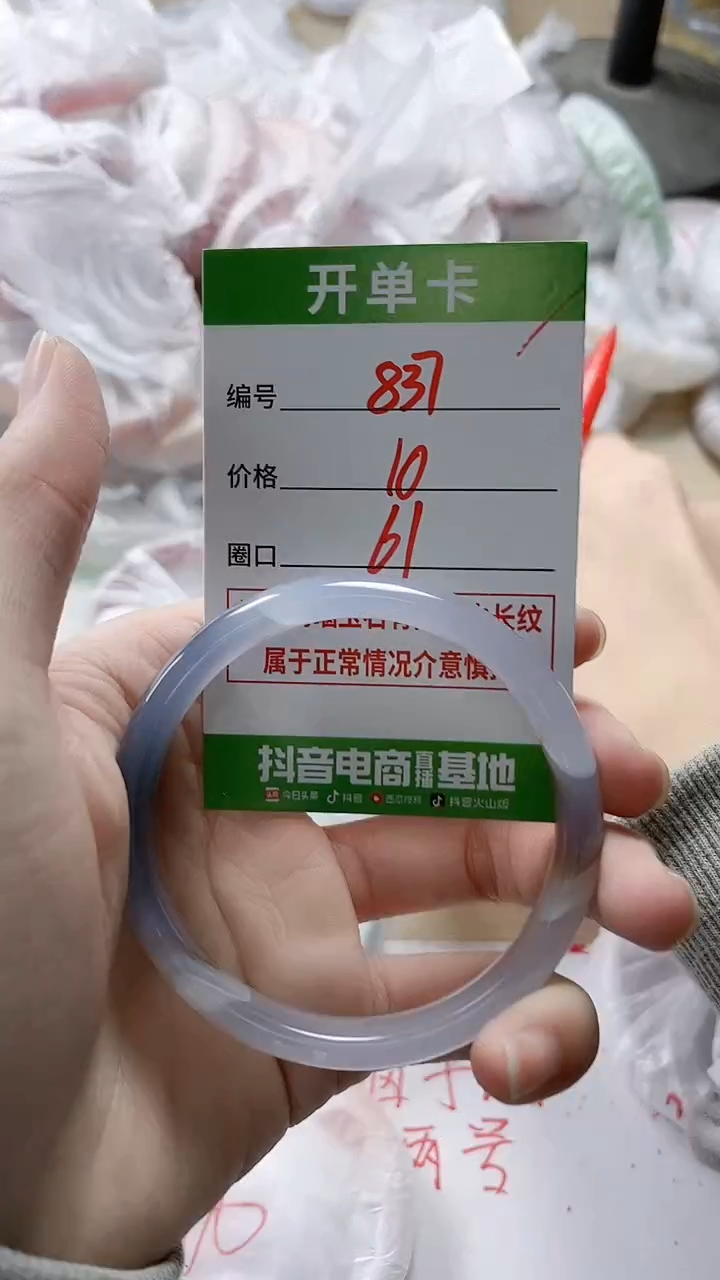 开单卡
编号 837
价格 10
圈口 61
长纹
属于正常情况介意慎
抖音电商直播基地
今日头条 抖音 西瓜视频 抖音火山版
两号